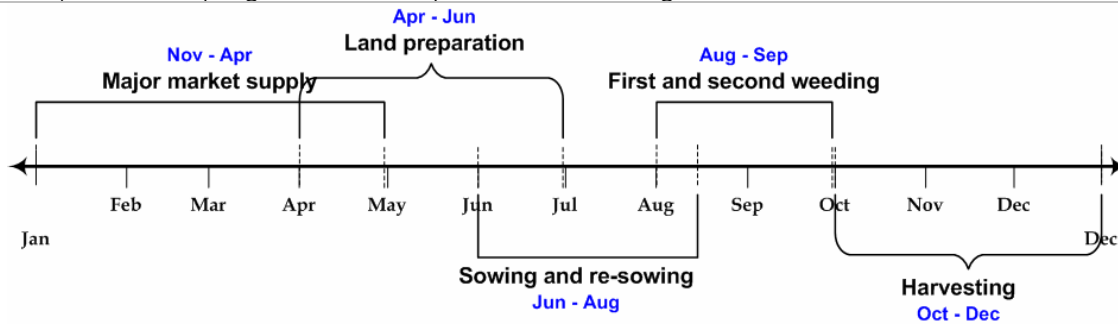 Apr - Jun
Land preparation
Nov - Apr
Major market supply
Aug - Sep
First and second weeding
Feb Mar Apr May Jun Jul Aug Sep Oct Nov Dec
Jan Dec
Sowing and re-sowing
Jun - Aug
Harvesting
Oct - Dec